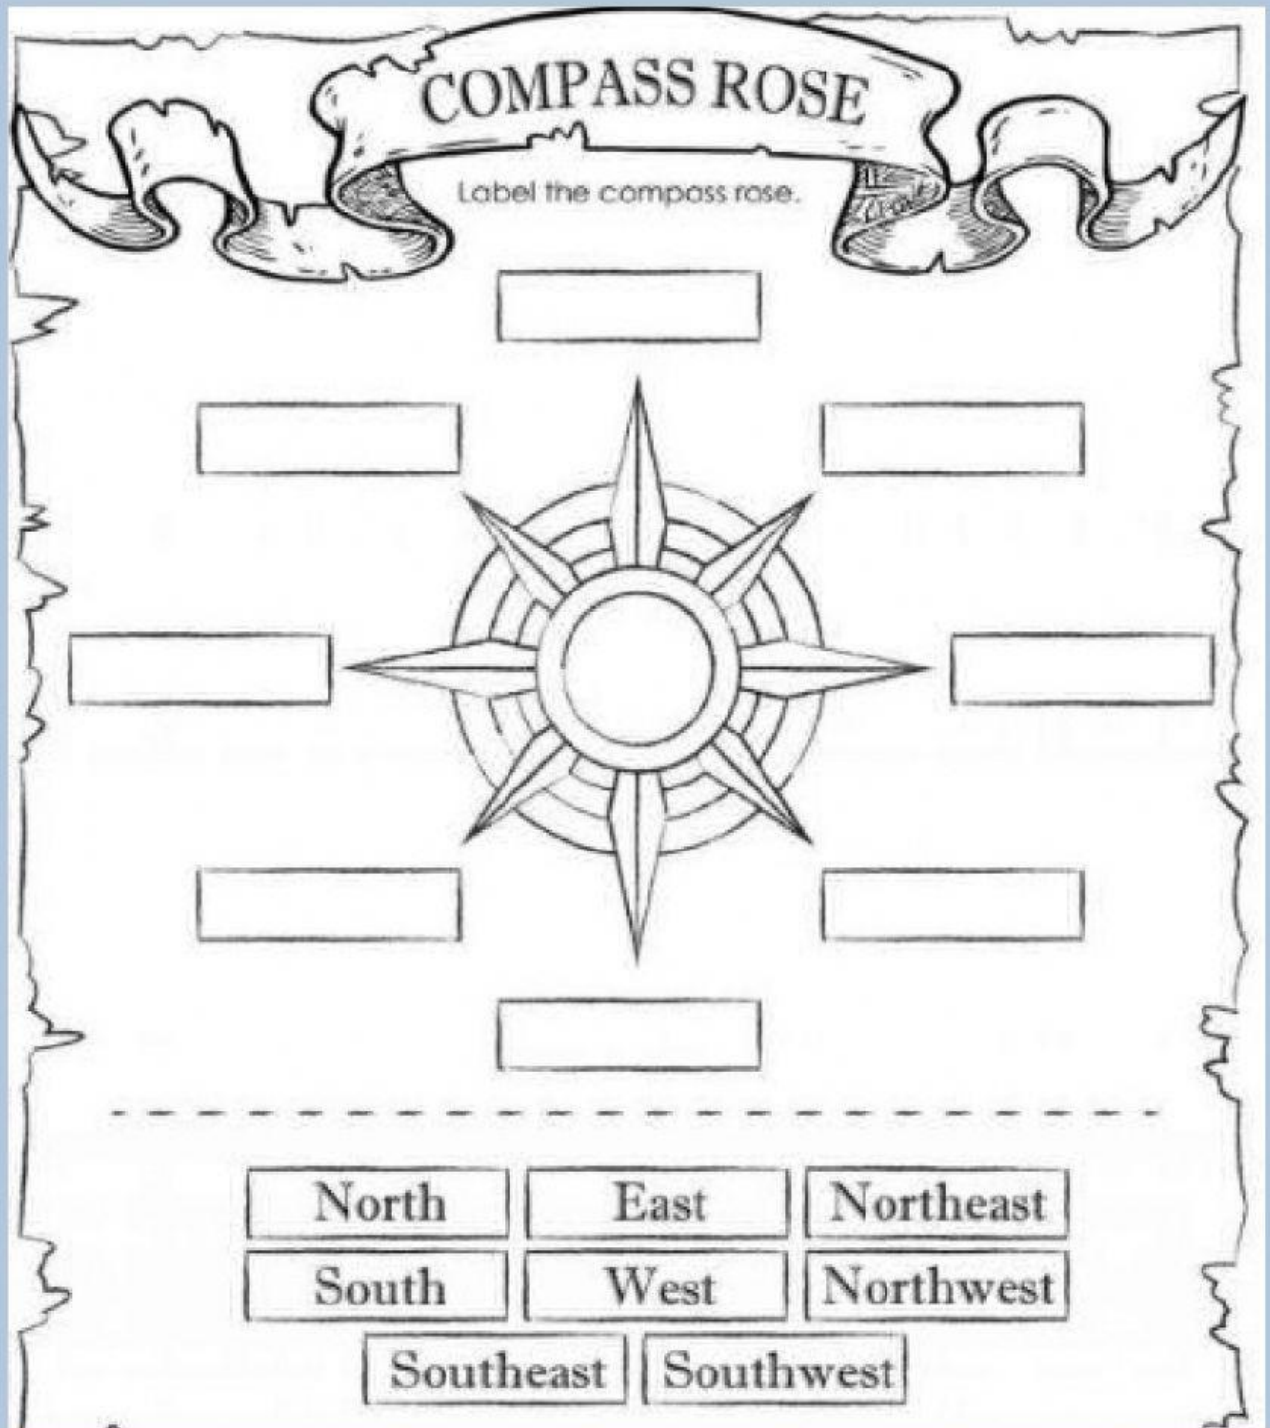 COMPASS ROSE
Label the compass rose.
North East Northeast
South West Northwest
Southeast Southwest